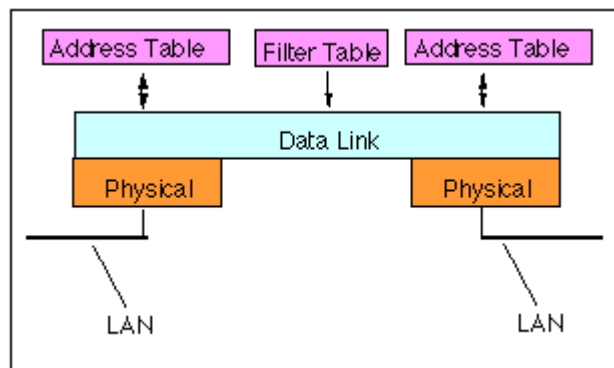 Address Table
Filter Table
Address Table
Data Link
Physical
Physical
LAN
LAN